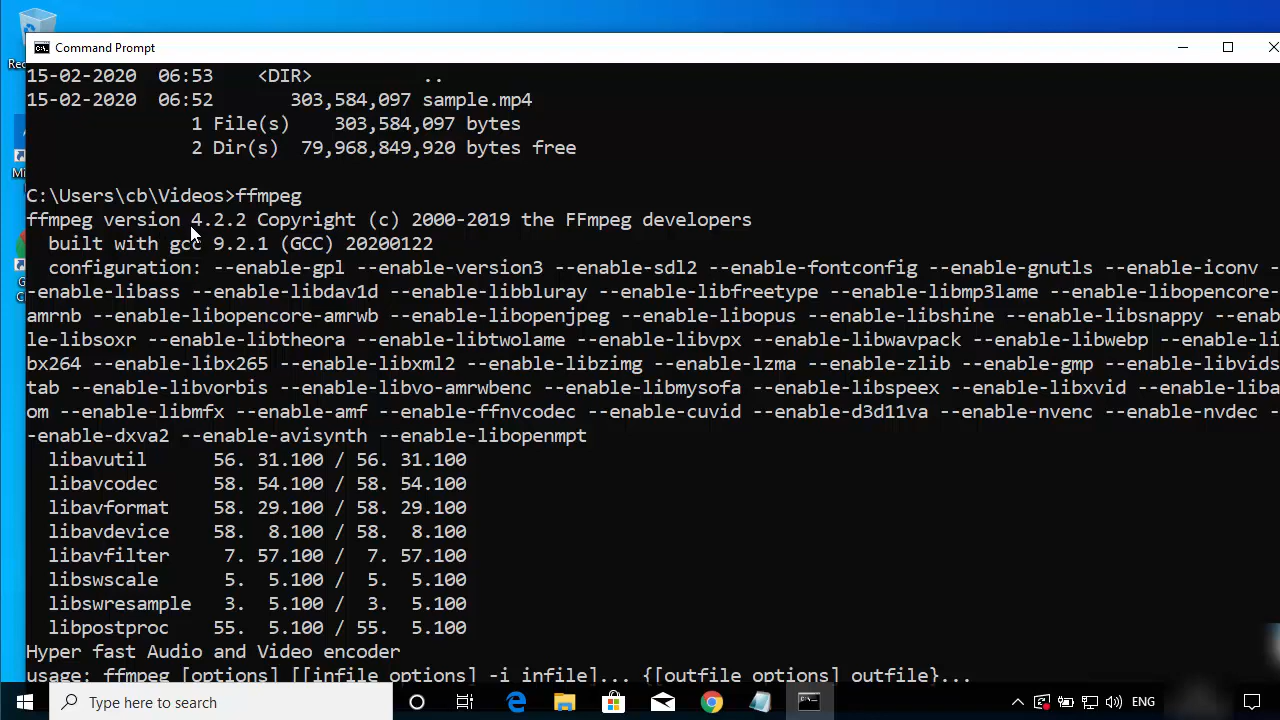 Command Prompt
15-02-2020  06:53    <DIR>          ..
15-02-2020  06:52       303,584,097 sample.mp4
               1 File(s)    303,584,097 bytes
               2 Dir(s)  79,968,849,920 bytes free
C:\Users\cb\Videos>ffmpeg
ffmpeg version 4.2.2 Copyright (c) 2000-2019 the FFmpeg developers
  built with gcc 9.2.1 (GCC) 20200122
  configuration: --enable-gpl --enable-version3 --enable-sdl2 --enable-fontconfig --enable-gnutls --enable-iconv -
-enable-libass --enable-libdav1d --enable-libbluray --enable-libfreetype --enable-libmp3lame --enable-libopencore-
amrnb --enable-libopencore-amrwb --enable-libopenjpeg --enable-libopus --enable-libshine --enable-libsnappy --enab
le-libsoxr --enable-libtheora --enable-libtwolame --enable-libvpx --enable-libwavpack --enable-libwebp --enable-li
bx264 --enable-libx265 --enable-libxml2 --enable-libzimg --enable-lzma --enable-zlib --enable-gmp --enable-libvids
tab --enable-libvorbis --enable-libvo-amrwbenc --enable-libmysofa --enable-libspeex --enable-libxvid --enable-liba
om --enable-libmfx --enable-amf --enable-ffnvcodec --enable-cuvid --enable-d3d11va --enable-nvenc --enable-nvdec -
-enable-dxva2 --enable-avisynth --enable-libopenmpt
  libavutil      56. 31.100 / 56. 31.100
  libavcodec     58. 54.100 / 58. 54.100
  libavformat    58. 29.100 / 58. 29.100
  libavdevice    58.  8.100 / 58.  8.100
  libavfilter     7. 57.100 /  7. 57.100
  libswscale      5.  5.100 /  5.  5.100
  libswresample   3.  5.100 /  3.  5.100
  libpostproc    55.  5.100 / 55.  5.100
Hyper fast Audio and Video encoder
usage: ffmpeg [options] [[infile options] -i infile]... {[outfile options] outfile}...
Type here to search
ENG